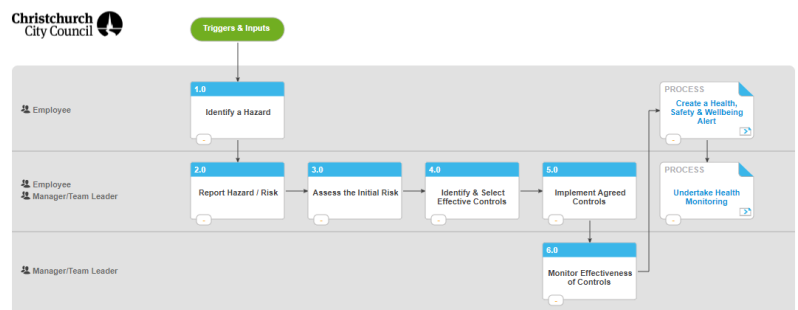 Christchurch
City Council
Triggers & Inputs
Employee
1.0
Identify a Hazard
-
PROCESS
Create a Health,
Safety & Wellbeing
Alert
-
Employee
Manager/Team Leader
2.0
Report Hazard / Risk
-
3.0
Assess the Initial Risk
-
4.0
Identify & Select
Effective Controls
-
5.0
Implement Agreed
Controls
-
PROCESS
Undertake Health
Monitoring
-
Manager/Team Leader
6.0
Monitor Effectiveness
of Controls
-